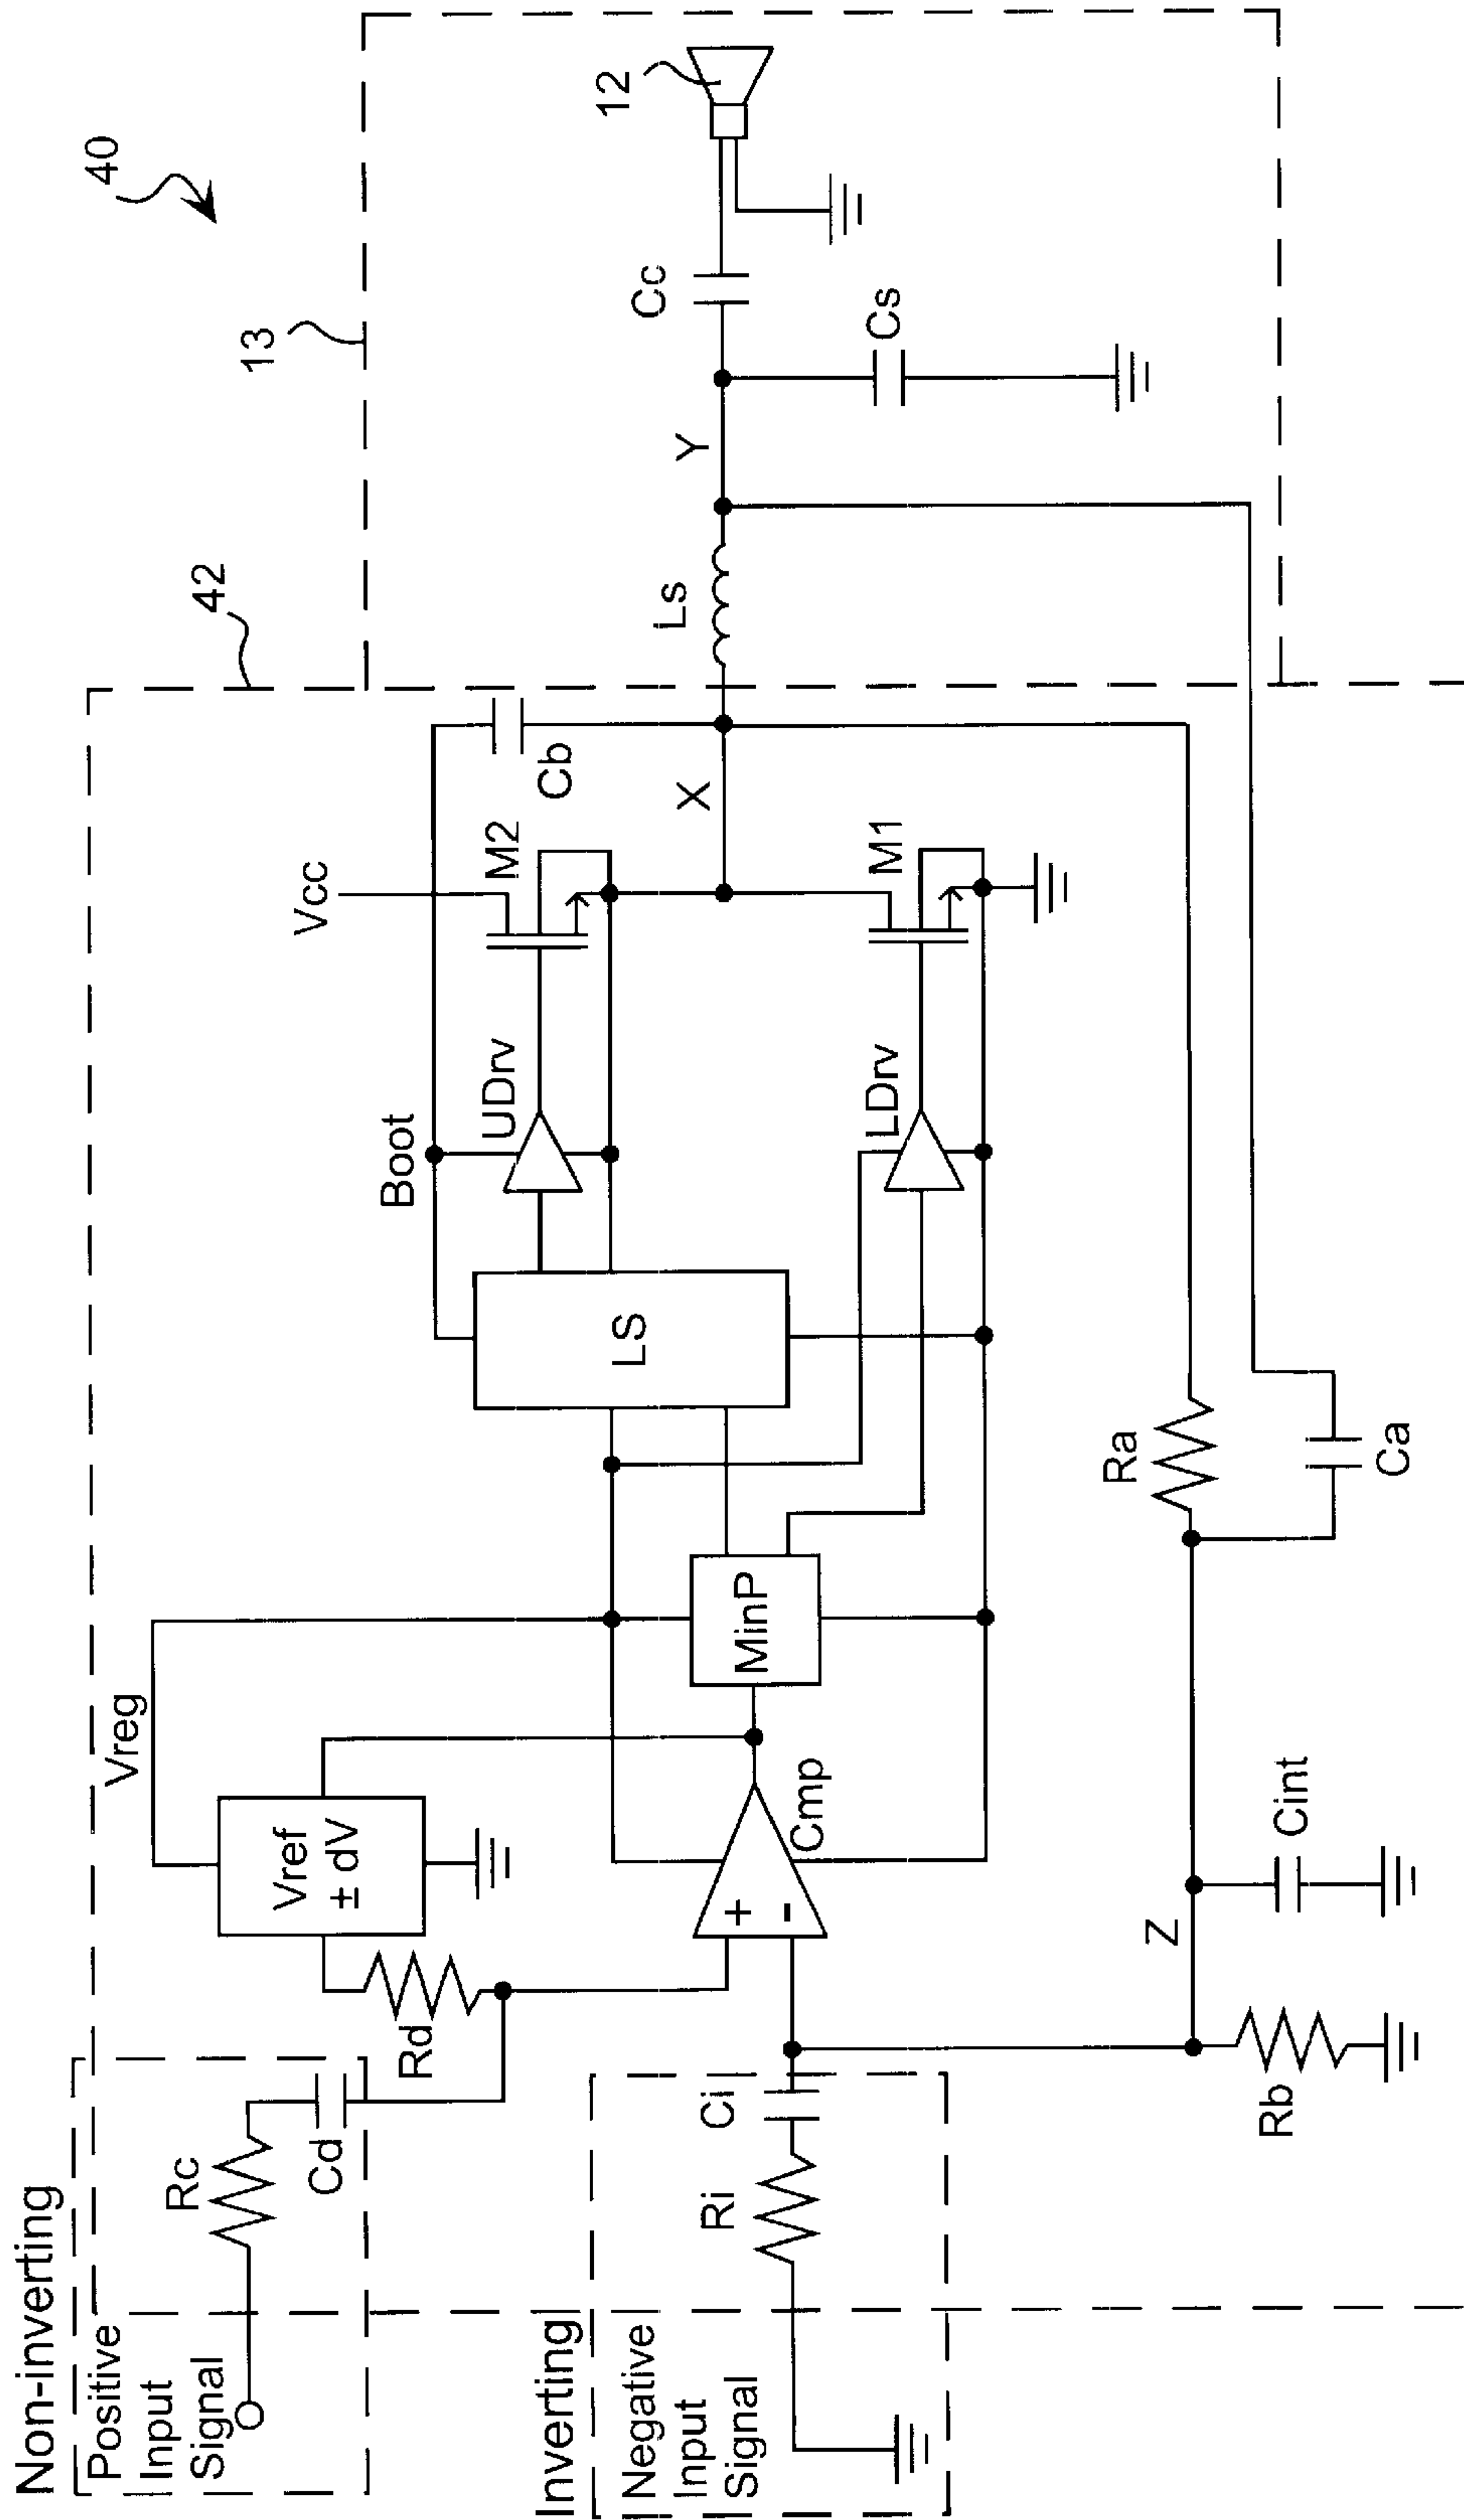 40
42
13
12
Non-inverting
Positive
Input
Signal
Rc
Cd
Rd
Vref
± dV
Vreg
Vcc
Boot
UDrv
M2
Cb
LS
MinP
Cmp
+
-
X
Ls
Y
Cc
Cs
LDrv
M1
Inverting
Negative
Input
Signal
Ri
Ci
Z
Rb
Cint
Ra
Ca